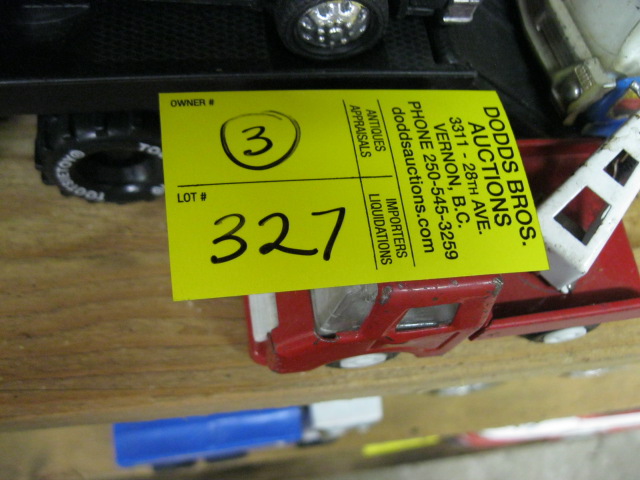 OWNER #
3
LOT #
327
ANTIQUES
APPRAISALS
IMPORTERS
LIQUIDATIONS
DODDS BROS.
AUCTIONS
3311 - 28TH AVE.
VERNON, B.C.
PHONE 250-545-3259
doddsauctions.com